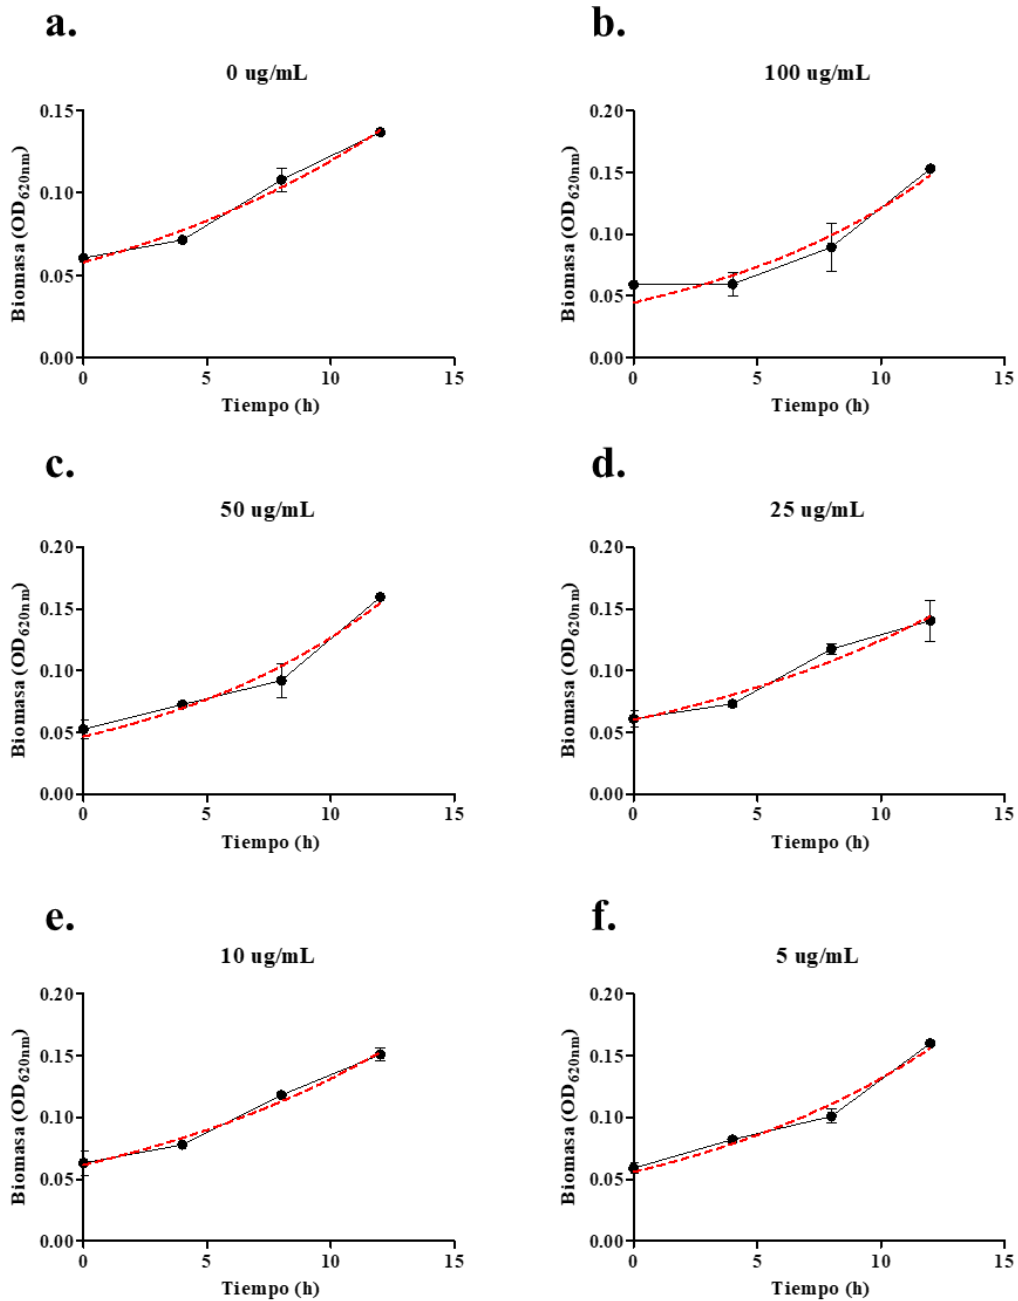 a.
0 ug/mL
0.15
0.10
0.05
0.00
0 5 10 15
Biomasa (OD620nm)
Tiempo (h)
b.
100 ug/mL
0.20
0.15
0.10
0.05
0.00
0 5 10 15
Biomasa (OD620nm)
Tiempo (h)
c.
50 ug/mL
0.20
0.15
0.10
0.05
0.00
0 5 10 15
Biomasa (OD620nm)
Tiempo (h)
d.
25 ug/mL
0.20
0.15
0.10
0.05
0.00
0 5 10 15
Biomasa (OD620nm)
Tiempo (h)
e.
10 ug/mL
0.20
0.15
0.10
0.05
0.00
0 5 10 15
Biomasa (OD620nm)
Tiempo (h)
f.
5 ug/mL
0.20
0.15
0.10
0.05
0.00
0 5 10 15
Biomasa (OD620nm)
Tiempo (h)